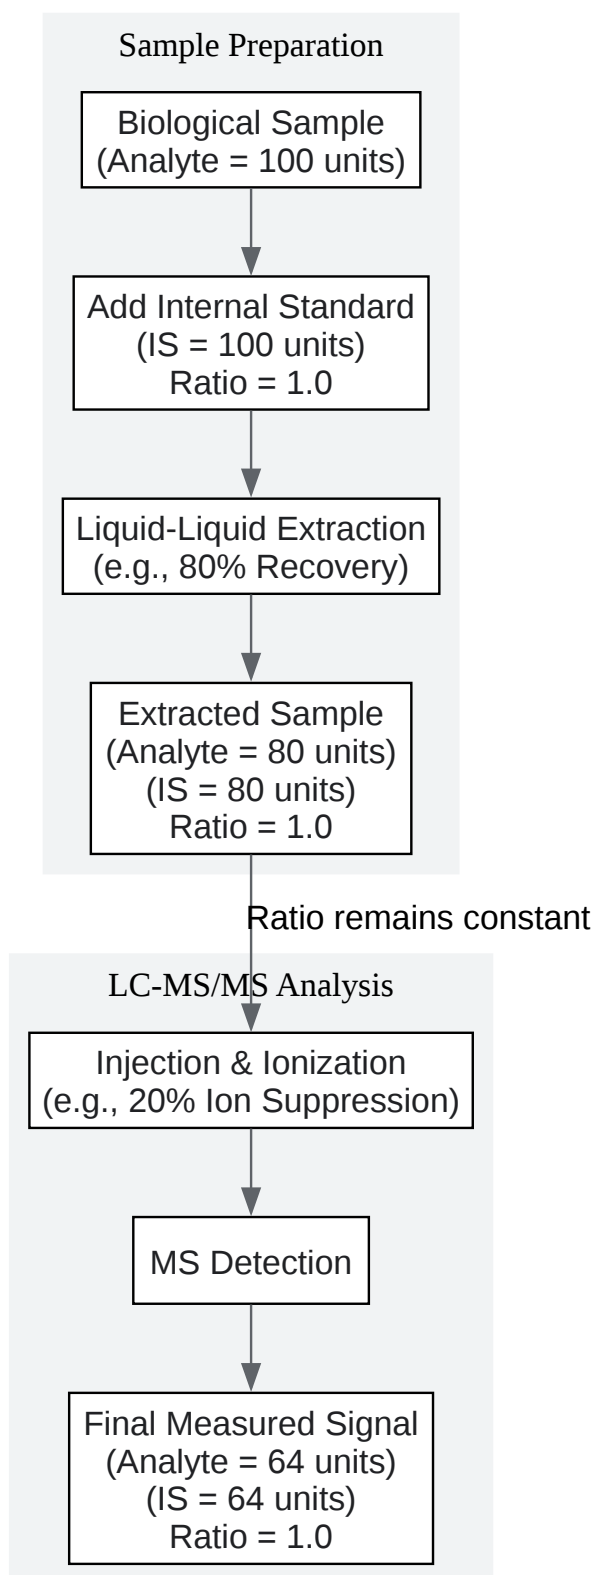 Sample Preparation
Biological Sample
(Analyte = 100 units)
Add Internal Standard
(IS = 100 units)
Ratio = 1.0
Liquid-Liquid Extraction
(e.g., 80% Recovery)
Extracted Sample
(Analyte = 80 units)
(IS = 80 units)
Ratio = 1.0
Ratio remains constant
LC-MS/MS Analysis
Injection & Ionization
(e.g., 20% Ion Suppression)
MS Detection
Final Measured Signal
(Analyte = 64 units)
(IS = 64 units)
Ratio = 1.0